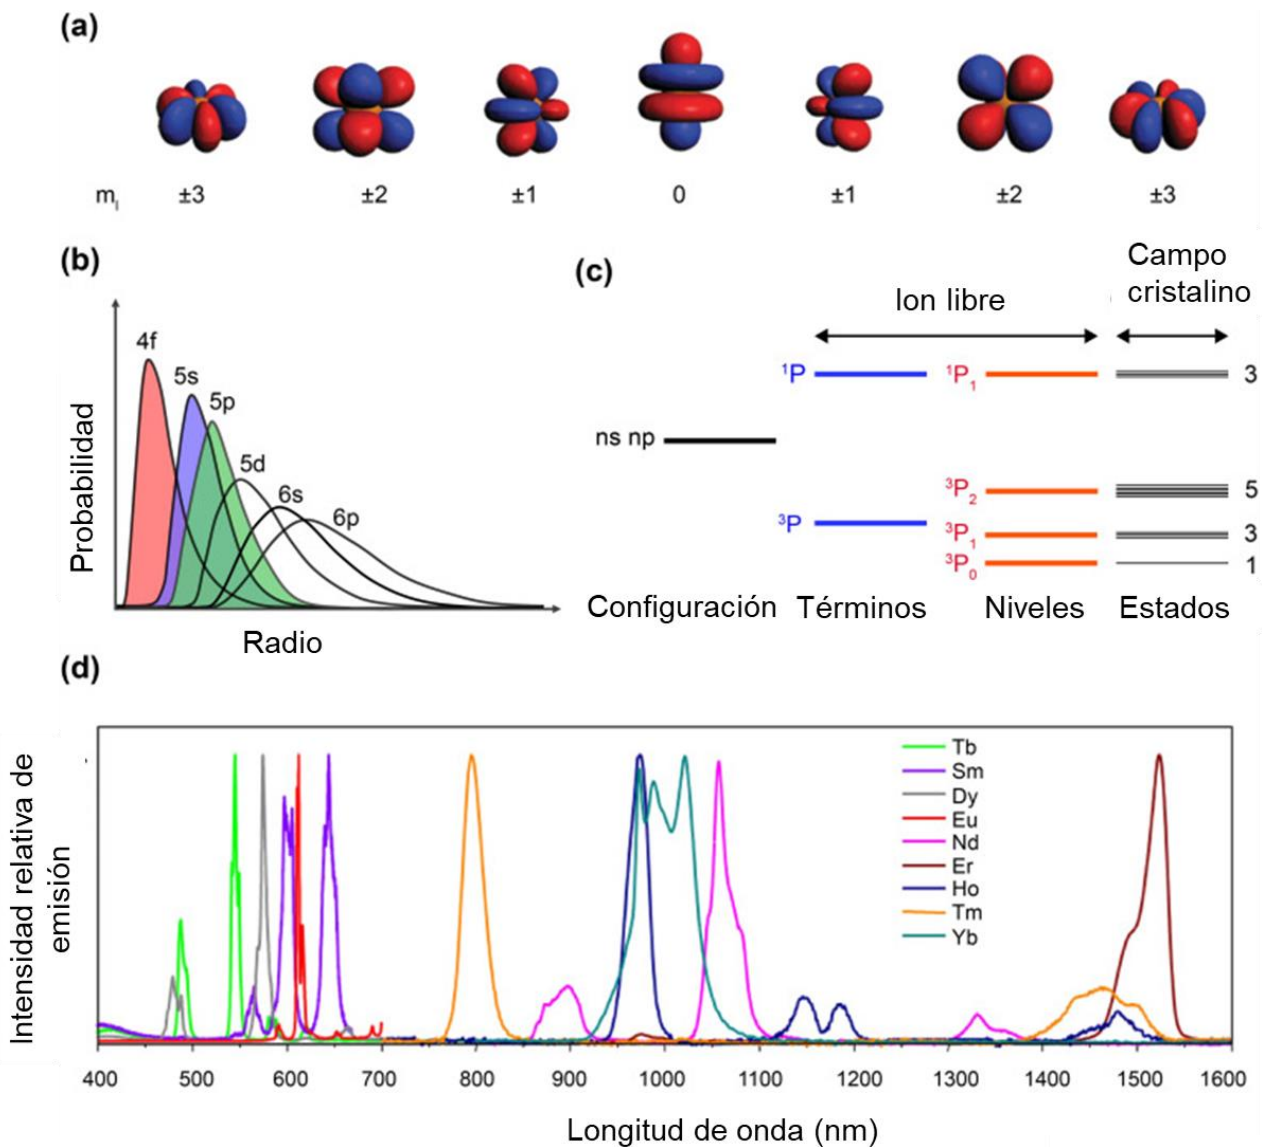 (a)
mₗ ±3 ±2 ±1 0 ±1 ±2 ±3
(b)
Probabilidad
4f
5s
5p
5d
6s
6p
Radio
(c)
Ion libre
Campo
cristalino
ns np
¹P
³P
¹P₁
³P₂
³P₁
³P₀
3
5
3
1
Configuración Términos Niveles Estados
(d)
Intensidad relativa de
emisión
Tb
Sm
Dy
Eu
Nd
Er
Ho
Tm
Yb
400 500 600 700 800 900 1000 1100 1200 1300 1400 1500 1600
Longitud de onda (nm)